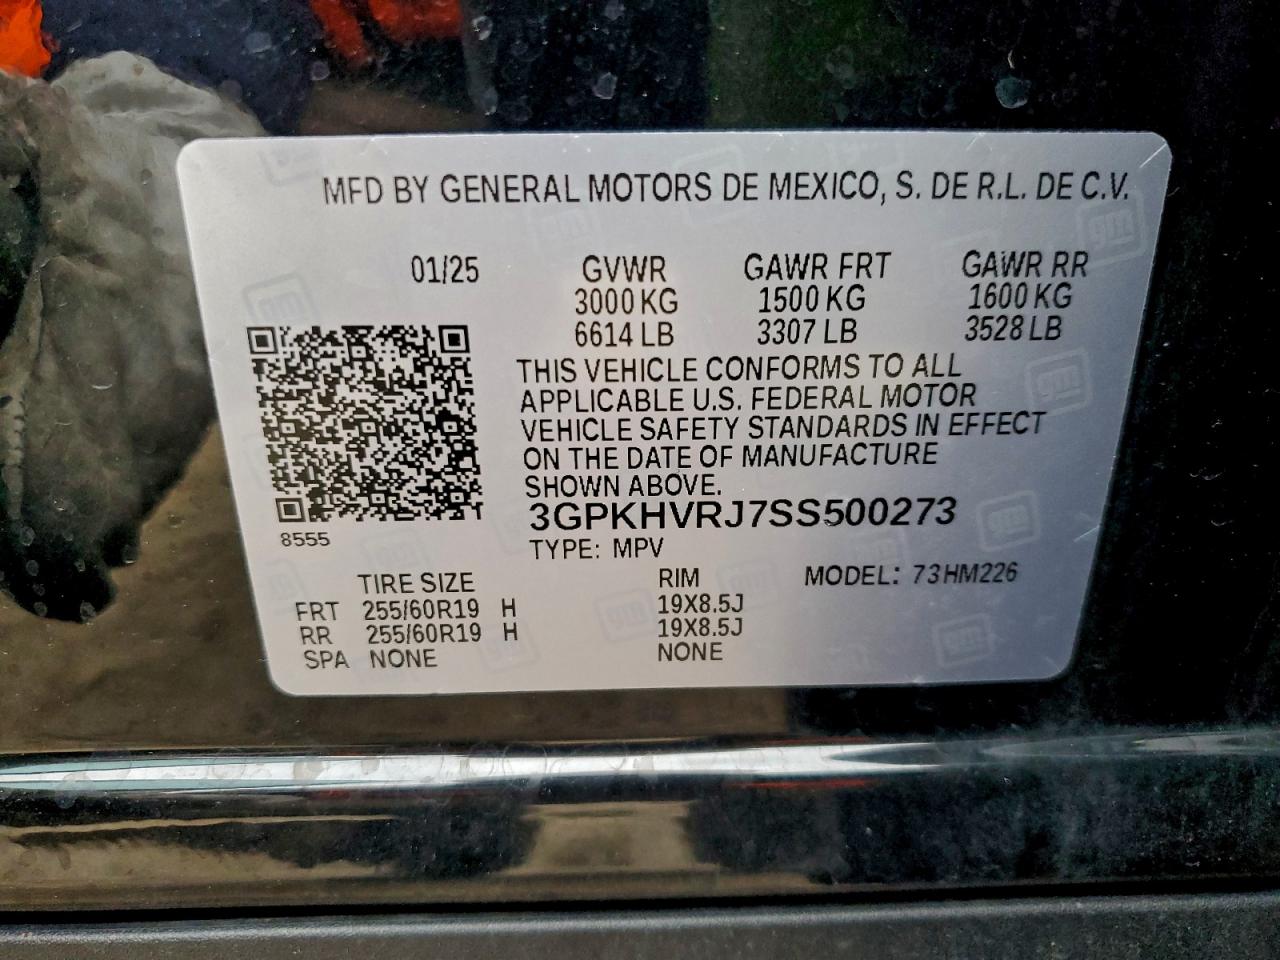 MFD BY GENERAL MOTORS DE MEXICO, S. DE R.L. DE C.V.
01/25 GVWR GAWR FRT GAWR RR
3000 KG 1500 KG 1600 KG
6614 LB 3307 LB 3528 LB
THIS VEHICLE CONFORMS TO ALL
APPLICABLE U.S. FEDERAL MOTOR
VEHICLE SAFETY STANDARDS IN EFFECT
ON THE DATE OF MANUFACTURE
SHOWN ABOVE.
3GPKHVRJ7SS500273
8555
TYPE: MPV
TIRE SIZE RIM MODEL: 73HM226
FRT 255/60R19 H 19X8.5J
RR 255/60R19 H 19X8.5J
SPA NONE NONE